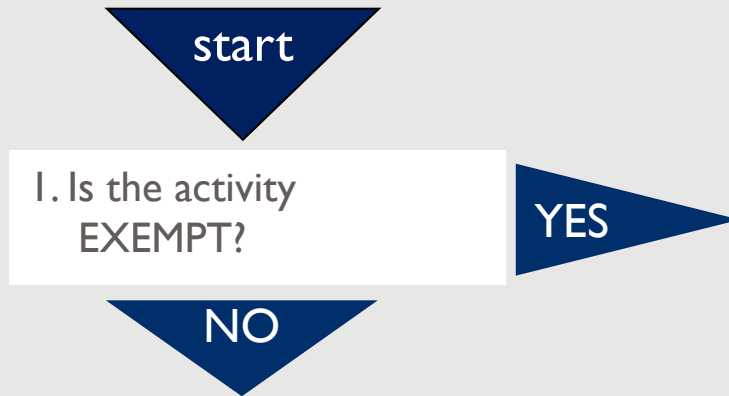 start
1. Is the activity
EXEMPT?
YES
NO